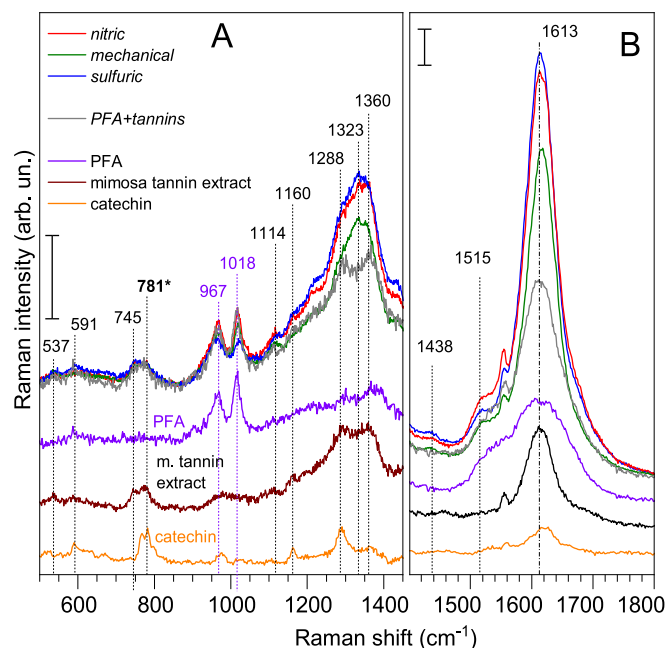 A
B
nitric
mechanical
sulfuric
PFA+tannins
PFA
mimosa tannin extract
catechin
1613
1360
1323
1288
1160
1114
1018
967
781*
745
591
537
1515
1438
PFA
m. tannin
extract
catechin
600
800
1000
1200
1400
1500
1600
1700
1800
Raman intensity (arb. un.)
Raman shift (cm⁻¹)